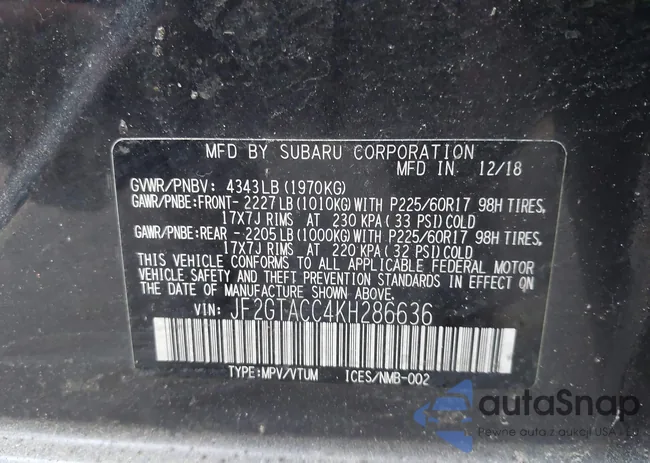 MFD BY SUBARU CORPORATION
MFD IN 12/18
GVWR/PNBV: 4343LB(1970KG)
GAWR/PNBE:FRONT-2227LB(1010KG)WITH P225/60R17 98H TIRES,
17X7J RIMS AT 230 KPA(33 PSI)COLD
GAWR/PNBE:REAR -2205LB(1000KG)WITH P225/60R17 98H TIRES,
17X7J RIMS AT 220 KPA(32 PSI)COLD
THIS VEHICLE CONFORMS TO ALL APPLICABLE FEDERAL MOTOR
VEHICLE SAFETY AND THEFT PREVENTION STANDARDS IN EFFECT
ON THE DATE OF MANUFACTURE SHOWN ABOVE.
VIN: JF2GTACC4KH286636
TYPE:MPV/VTUM ICES/NMB-002
autaSnap
Pewne auta z aukcji USA